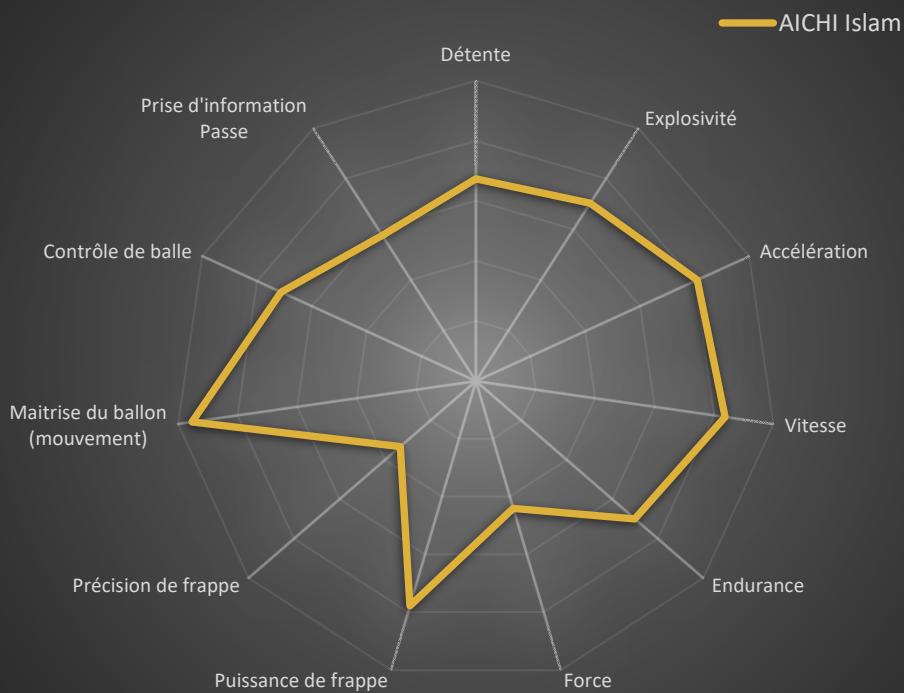 AICHI Islam
Détente
Explosivité
Accélération
Vitesse
Endurance
Force
Puissance de frappe
Précision de frappe
Maitrise du ballon
(mouvement)
Contrôle de balle
Prise d'information
Passe